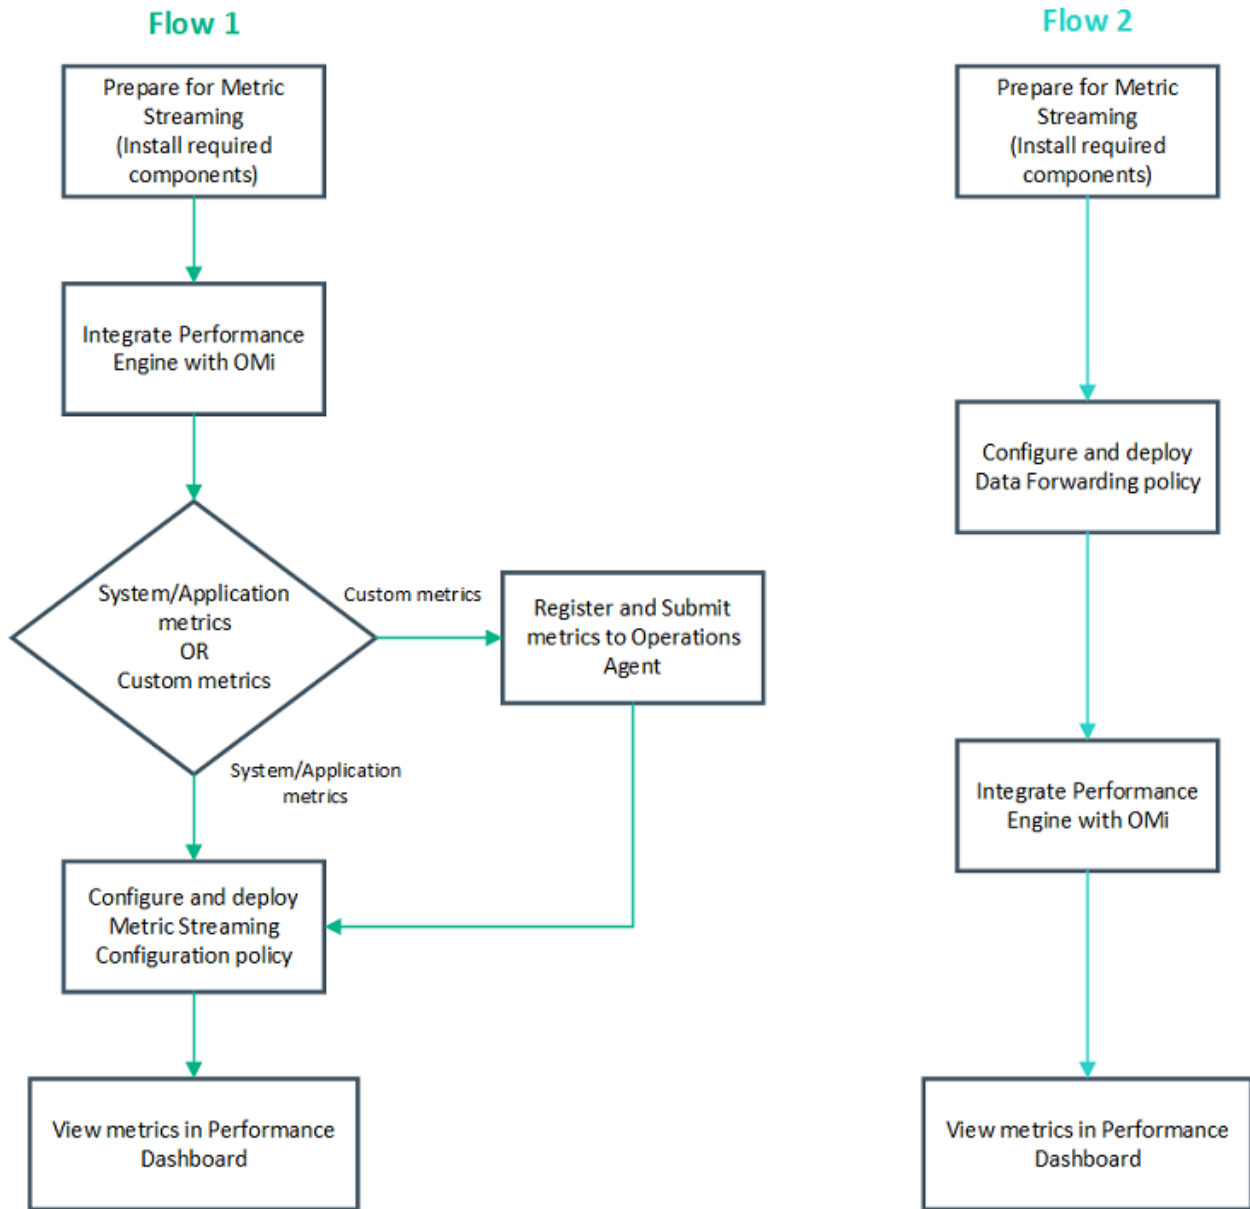 Flow 1
Prepare for Metric
Streaming
(Install required
components)
Integrate Performance
Engine with OMi
System/Application
metrics
OR
Custom metrics
Custom metrics
Register and Submit
metrics to Operations
Agent
System/Application
metrics
Configure and deploy
Metric Streaming
Configuration policy
View metrics in Performance
Dashboard
Flow 2
Prepare for Metric
Streaming
(Install required
components)
Configure and deploy
Data Forwarding policy
Integrate Performance
Engine with OMi
View metrics in Performance
Dashboard